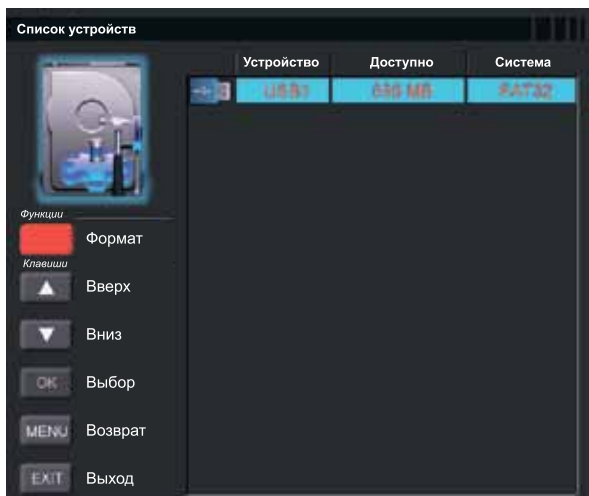 Список устройств
Устройство Доступно Система
USB1 FAT32
Функции
Формат
Клавиши
Вверх
Вниз
OK Выбор
MENU Возврат
EXIT Выход